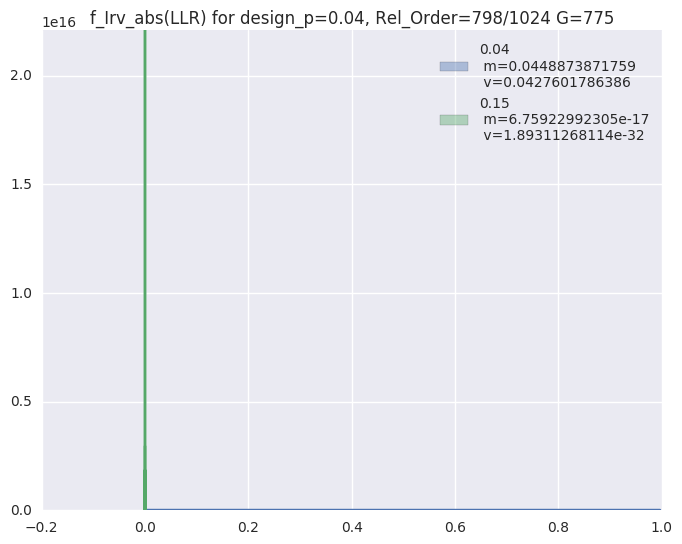 f_Irv_abs(LLR) for design_p=0.04, Rel_Order=798/1024 G=775
1e16
0.04
m=0.0448873871759
v=0.0427601786386
0.15
m=6.75922992305e-17
v=1.89311268114e-32
2.0
1.5
1.0
0.5
0.0
−0.2 0.0 0.2 0.4 0.6 0.8 1.0